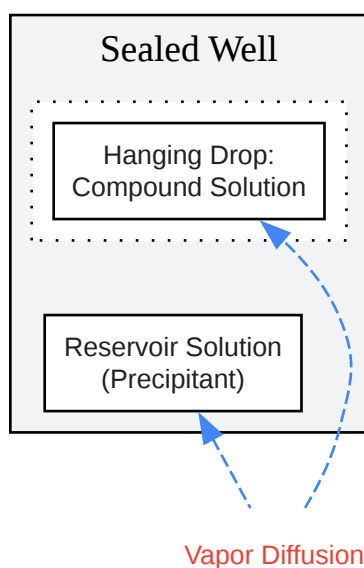 Sealed Well
Hanging Drop:
Compound Solution
Reservoir Solution
(Precipitant)
Vapor Diffusion